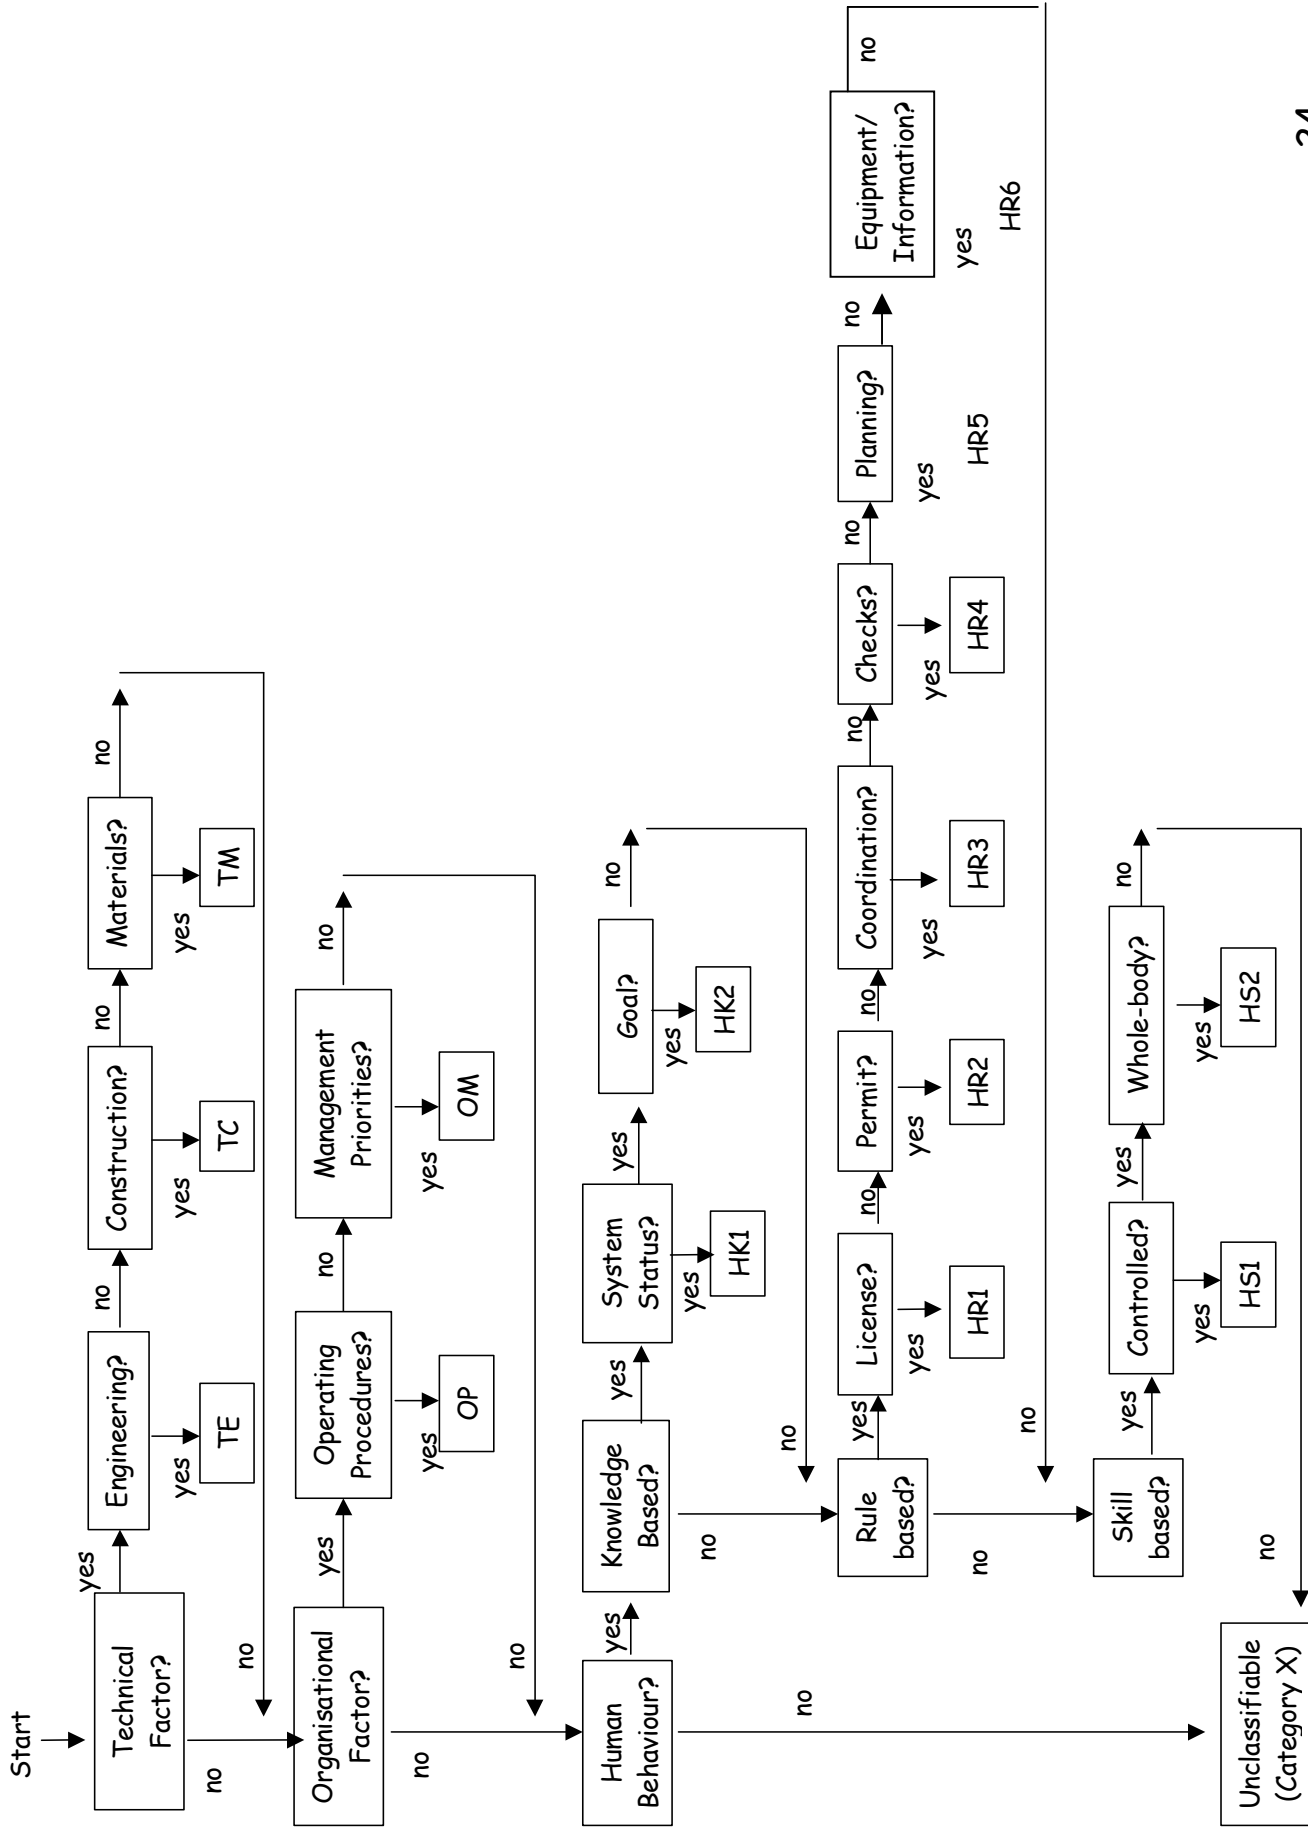 Start
Technical
Factor?
yes
Engineering?
no
Construction?
no
Materials?
no
yes
TE
yes
TC
yes
TM
no
no
Organisational
Factor?
yes
Operating
Procedures?
no
Management
Priorities?
no
yes
OP
yes
OM
no
no
Human
Behaviour?
yes
Knowledge
Based?
yes
System
Status?
yes
Goal?
no
yes
HK1
yes
HK2
no
no
no
Rule
based?
yes
License?
no
Permit?
no
Coordination?
no
Checks?
no
Planning?
no
Equipment/
Information?
no
yes
HR1
yes
HR2
yes
HR3
yes
HR4
yes
HR5
yes
HR6
no
no
Skill
based?
yes
Controlled?
yes
Whole-body?
no
yes
HS1
yes
HS2
no
Unclassifiable
(Category X)